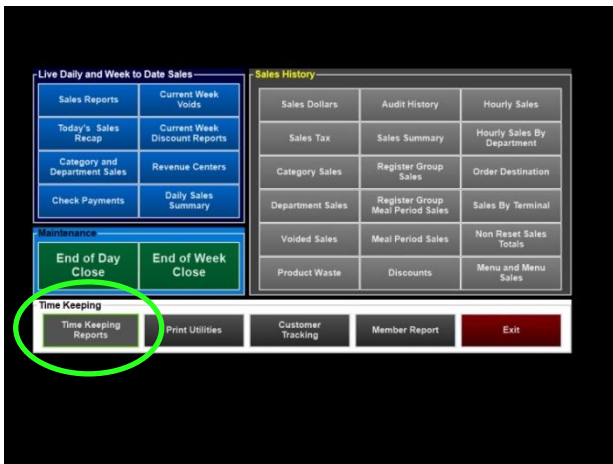 Live Daily and Week to Date Sales
Sales Reports
Current Week
Voids
Today's Sales
Recap
Current Week
Discount Reports
Category and
Department Sales
Revenue Centers
Check Payments
Daily Sales
Summary
Maintenance
End of Day
Close
End of Week
Close
Sales History
Sales Dollars
Audit History
Hourly Sales
Sales Tax
Sales Summary
Hourly Sales By
Department
Category Sales
Register Group
Sales
Order Destination
Department Sales
Register Group
Meal Period Sales
Sales By Terminal
Voided Sales
Meal Period Sales
Non Reset Sales
Totals
Product Waste
Discounts
Menu and Menu
Sales
Time Keeping
Time Keeping
Reports
Print Utilities
Customer
Tracking
Member Report
Exit